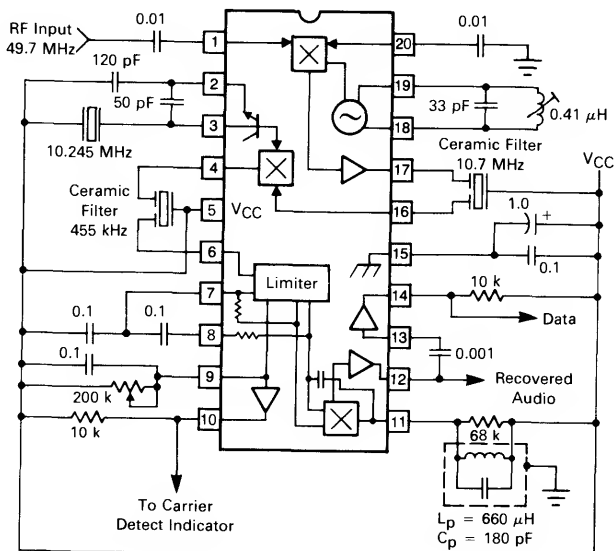 RF Input
49.7 MHz
0.01
0.01
120 pF
50 pF
10.245 MHz
Ceramic
Filter
455 kHz
0.1
0.1
0.1
200 k
10 k
To Carrier
Detect Indicator
1
2
3
4
5
6
7
8
9
10
VCC
Limiter
20
19
18
17
16
15
14
13
12
11
33 pF
0.41 μH
Ceramic Filter
10.7 MHz
VCC
1.0
+
0.1
10 k
Data
0.001
Recovered
Audio
68 k
Lp = 660 μH
Cp = 180 pF